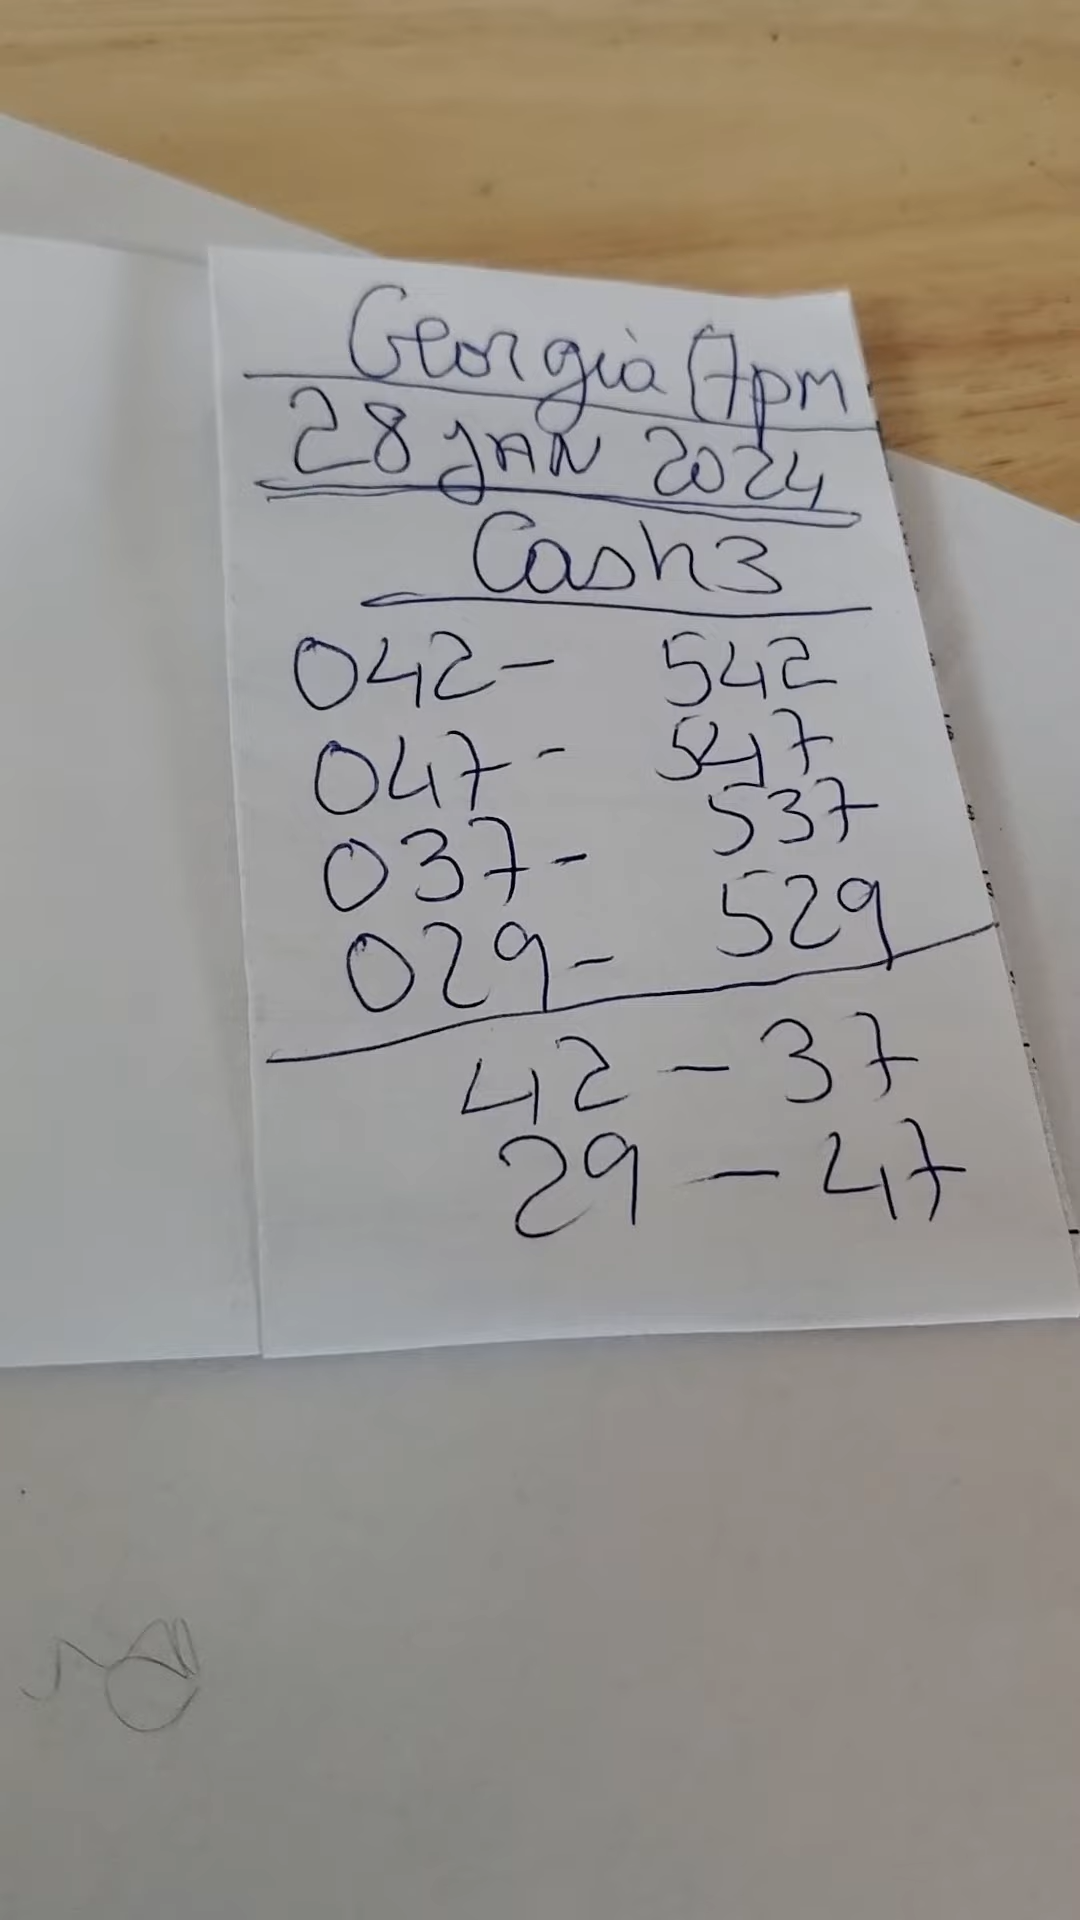 Georgia (7pm
28 JAN 2024
Cash3
042- 542
047- 547
037- 537
029- 529
42 - 37
29 - 47